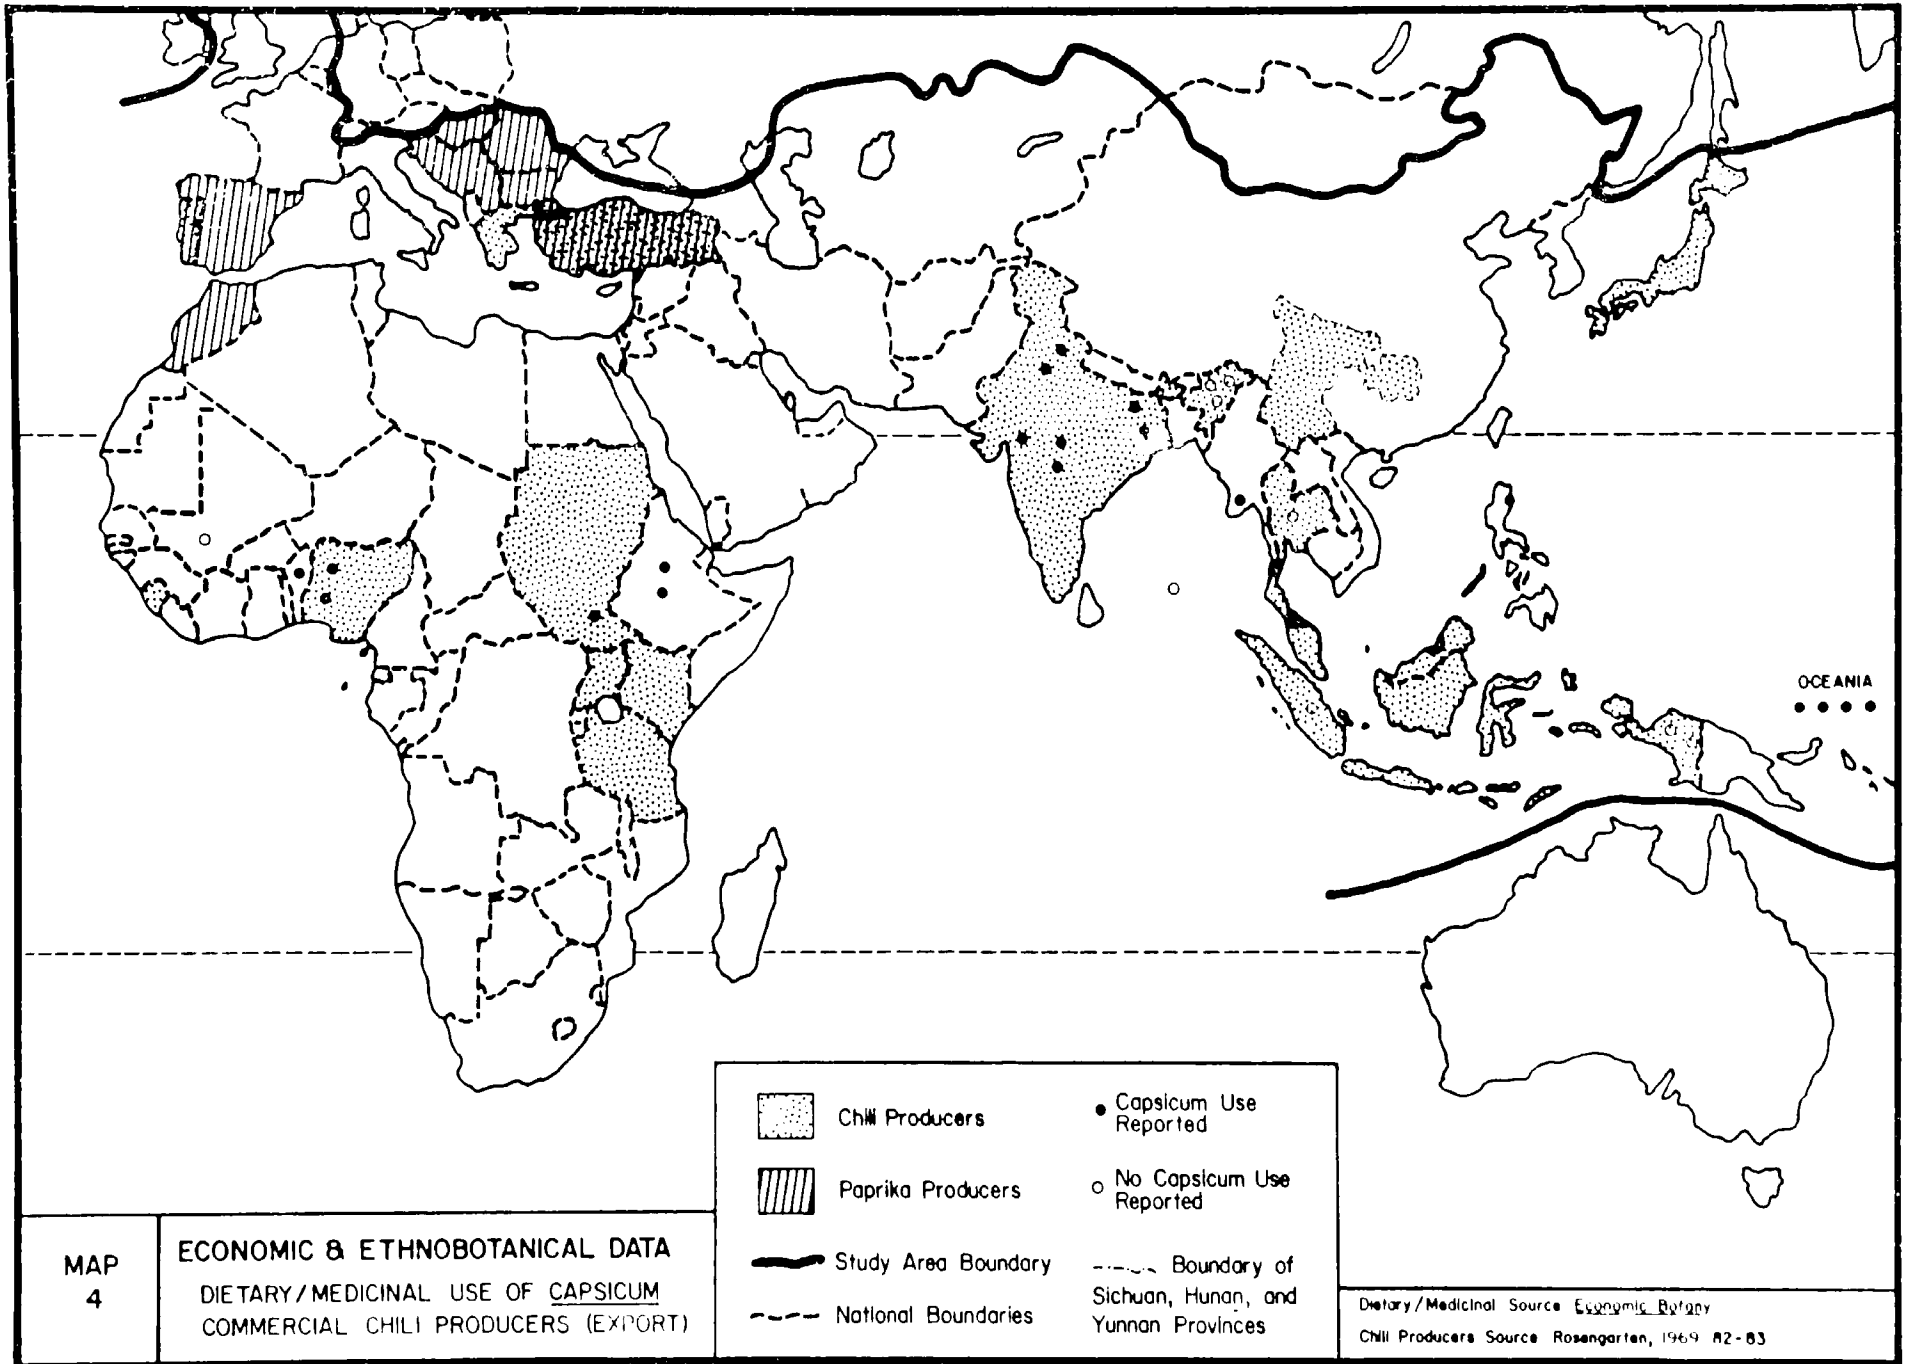 OCEANIA
Chili Producers
Paprika Producers
Study Area Boundary
National Boundaries
Capsicum Use
Reported
No Capsicum Use
Reported
Boundary of
Sichuan, Hunan, and
Yunnan Provinces
MAP
4
ECONOMIC & ETHNOBOTANICAL DATA
DIETARY/MEDICINAL USE OF CAPSICUM
COMMERCIAL CHILI PRODUCERS (EXPORT)
Dietary/Medicinal Source Economic Botany
Chili Producers Source Rosengarten, 1969 82-83